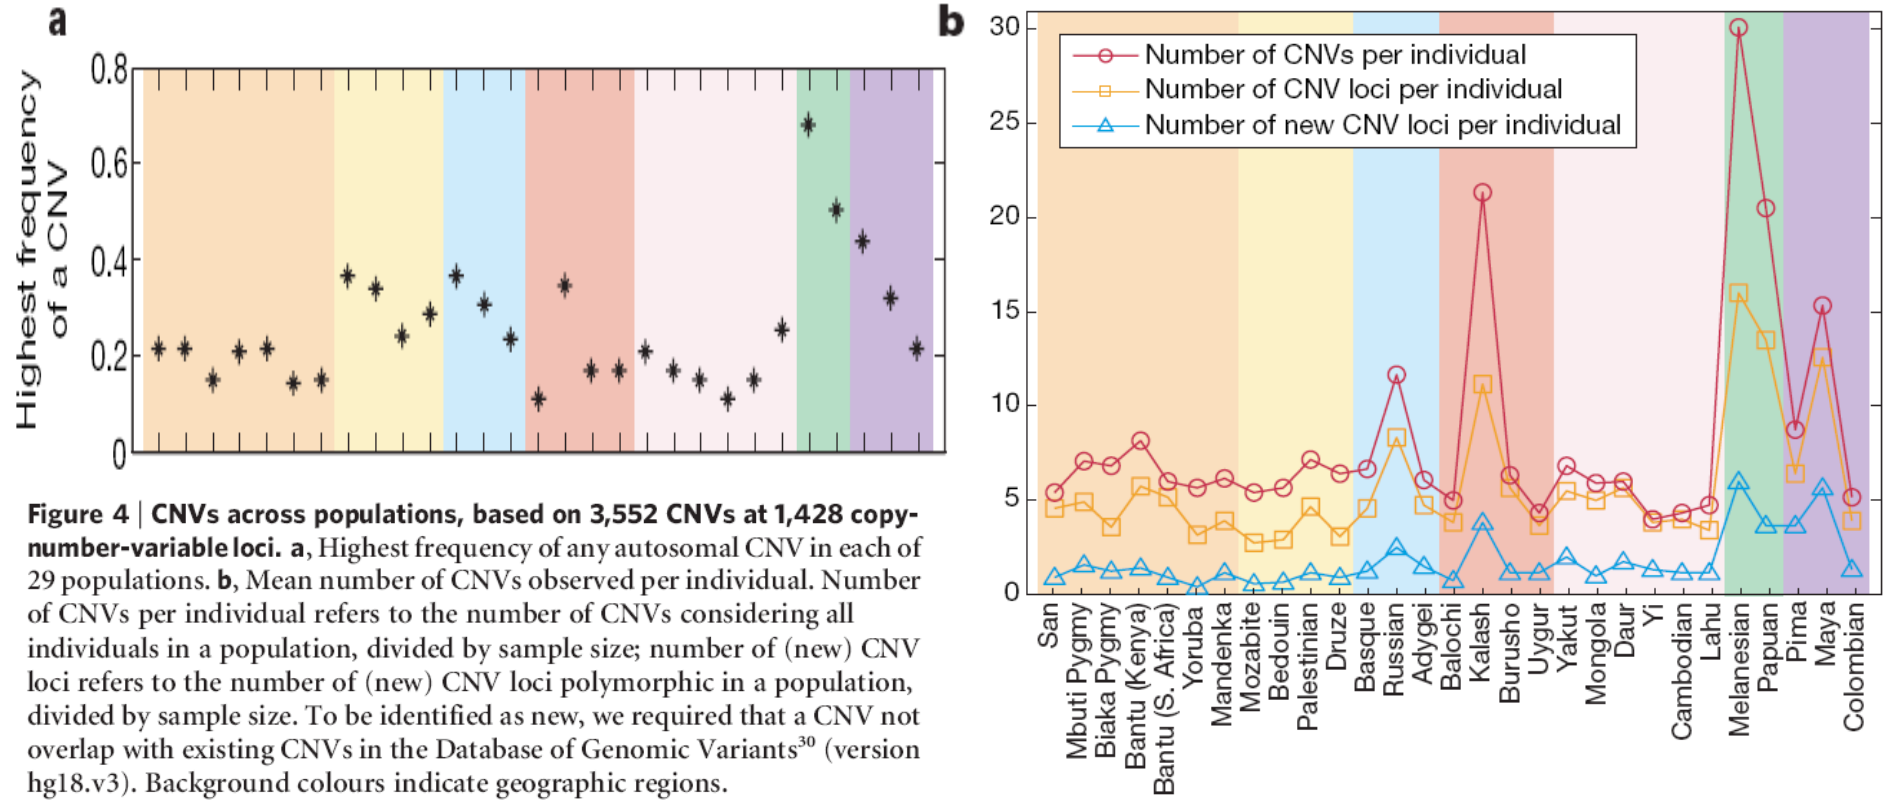 a
Highest frequency
of a CNV
0.8
0.6
0.4
0.2
0
Figure 4 | CNVs across populations, based on 3,552 CNVs at 1,428 copy-
number-variable loci. a, Highest frequency of any autosomal CNV in each of
29 populations. b, Mean number of CNVs observed per individual. Number
of CNVs per individual refers to the number of CNVs considering all
individuals in a population, divided by sample size; number of (new) CNV
loci refers to the number of (new) CNV loci polymorphic in a population,
divided by sample size. To be identified as new, we required that a CNV not
overlap with existing CNVs in the Database of Genomic Variants30 (version
hg18.v3). Background colours indicate geographic regions.
b
Number of CNVs per individual
Number of CNV loci per individual
Number of new CNV loci per individual
30
25
20
15
10
5
0
San
Mbuti Pygmy
Biaka Pygmy
Bantu (Kenya)
Bantu (S. Africa)
Yoruba
Mandenka
Mozabite
Bedouin
Palestinian
Druze
Basque
Russian
Adygei
Balochi
Kalash
Burusho
Uygur
Yakut
Mongola
Daur
Yi
Cambodian
Lahu
Melanesian
Papuan
Pima
Maya
Colombian